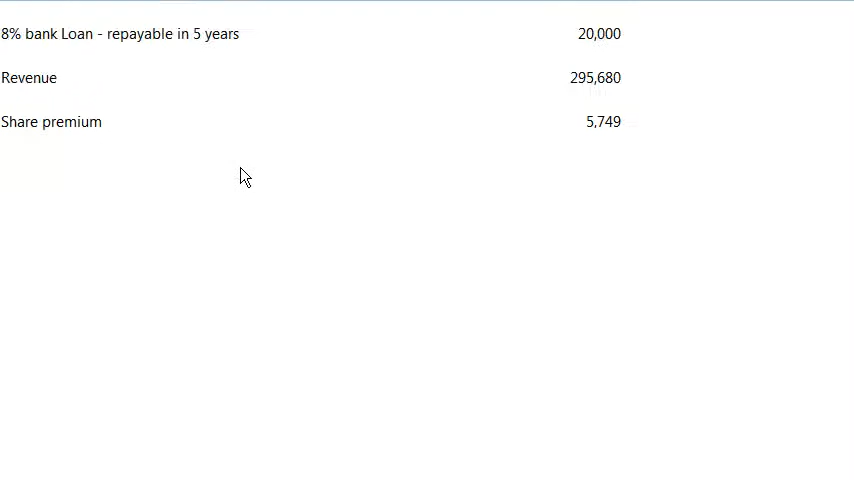 8% bank Loan - repayable in 5 years 20,000
Revenue 295,680
Share premium 5,749